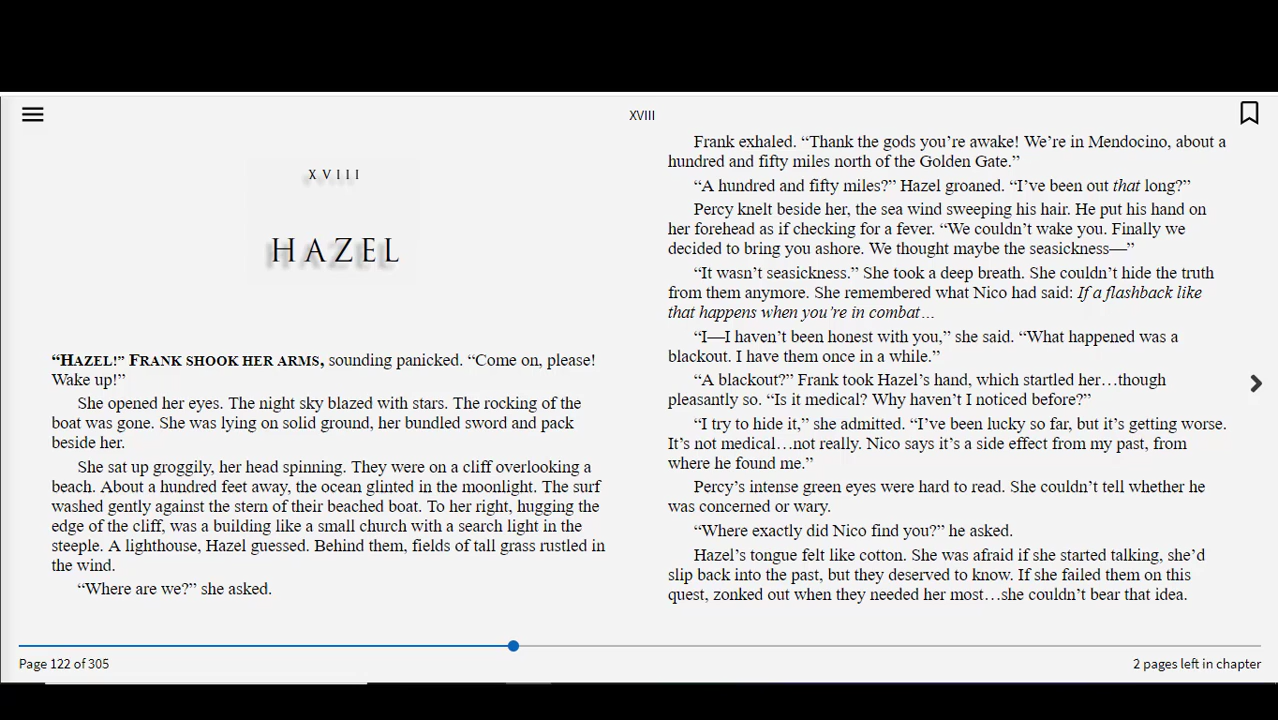 XVIII
XVIII
HAZEL
“HAZEL!” FRANK SHOOK HER ARMS, sounding panicked. “Come on, please!
Wake up!”
She opened her eyes. The night sky blazed with stars. The rocking of the
boat was gone. She was lying on solid ground, her bundled sword and pack
beside her.
She sat up groggily, her head spinning. They were on a cliff overlooking a
beach. About a hundred feet away, the ocean glinted in the moonlight. The surf
washed gently against the stern of their beached boat. To her right, hugging the
edge of the cliff, was a building like a small church with a search light in the
steeple. A lighthouse, Hazel guessed. Behind them, fields of tall grass rustled in
the wind.
“Where are we?” she asked.
Frank exhaled. “Thank the gods you’re awake! We’re in Mendocino, about a
hundred and fifty miles north of the Golden Gate.”
“A hundred and fifty miles?” Hazel groaned. “I’ve been out that long?”
Percy knelt beside her, the sea wind sweeping his hair. He put his hand on
her forehead as if checking for a fever. “We couldn’t wake you. Finally we
decided to bring you ashore. We thought maybe the seasickness—”
“It wasn’t seasickness.” She took a deep breath. She couldn’t hide the truth
from them anymore. She remembered what Nico had said: If a flashback like
that happens when you’re in combat…
“I—I haven’t been honest with you,” she said. “What happened was a
blackout. I have them once in a while.”
“A blackout?” Frank took Hazel’s hand, which startled her…though
pleasantly so. “Is it medical? Why haven’t I noticed before?”
“I try to hide it,” she admitted. “I’ve been lucky so far, but it’s getting worse.
It’s not medical…not really. Nico says it’s a side effect from my past, from
where he found me.”
Percy’s intense green eyes were hard to read. She couldn’t tell whether he
was concerned or wary.
“Where exactly did Nico find you?” he asked.
Hazel’s tongue felt like cotton. She was afraid if she started talking, she’d
slip back into the past, but they deserved to know. If she failed them on this
quest, zonked out when they needed her most…she couldn’t bear that idea.
Page 122 of 305
2 pages left in chapter